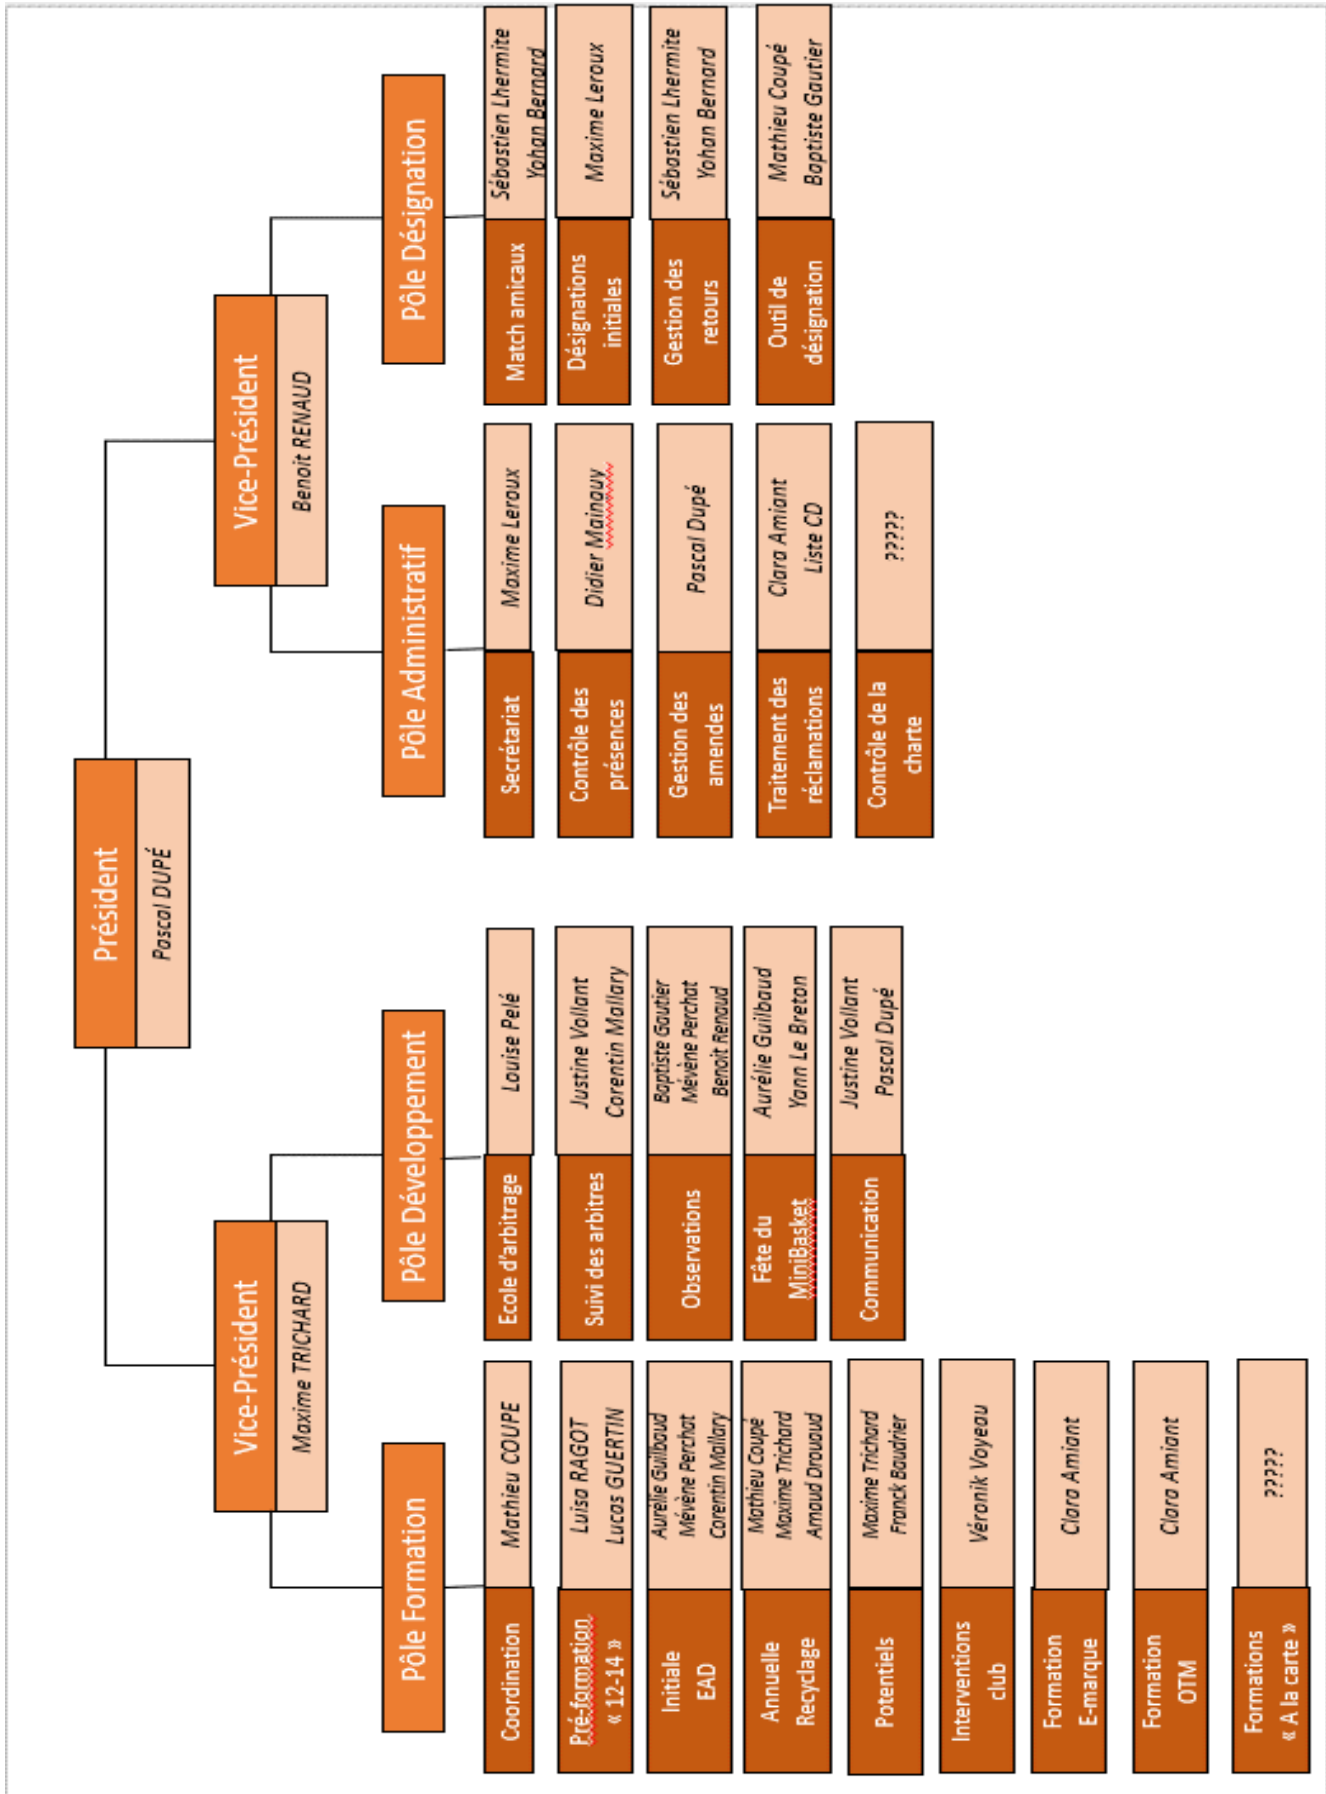 Président
Pascal DUPÉ
Vice-Président
Maxime TRICHARD
Vice-Président
Benoit RENAUD
Pôle Formation
Pôle Développement
Pôle Administratif
Pôle Désignation
Coordination
Mathieu COUPE
Pré-formation
« 12-14 »
Luisa RAGOT
Lucas GUERTIN
Initiale
EAD
Aurélie Guilbaud
Mévène Perchat
Corentin Mallary
Annuelle
Recyclage
Mathieu Coupé
Maxime Trichard
Arnaud Drouaud
Potentiels
Maxime Trichard
Franck Baudrier
Interventions
club
Véronik Voyeau
Formation
E-marque
Clara Amiant
Formation
OTM
Clara Amiant
Formations
« A la carte »
?????
Ecole d'arbitrage
Louise Pelé
Suivi des arbitres
Justine Vollant
Corentin Mallary
Observations
Baptiste Gautier
Mévène Perchat
Benoit Renaud
Fête du
MiniBasket
Aurélie Guilbaud
Yann Le Breton
Communication
Justine Vollant
Pascal Dupé
Secrétariat
Maxime Leroux
Contrôle des
présences
Didier Mainauy
Gestion des
amendes
Pascal Dupé
Traitement des
réclamations
Clara Amiant
Liste CD
Contrôle de la
charte
?????
Match amicaux
Sébastien Lhermite
Yohan Bernard
Désignations
initiales
Maxime Leroux
Gestion des
retours
Sébastien Lhermite
Yohan Bernard
Outil de
désignation
Mathieu Coupé
Baptiste Gautier